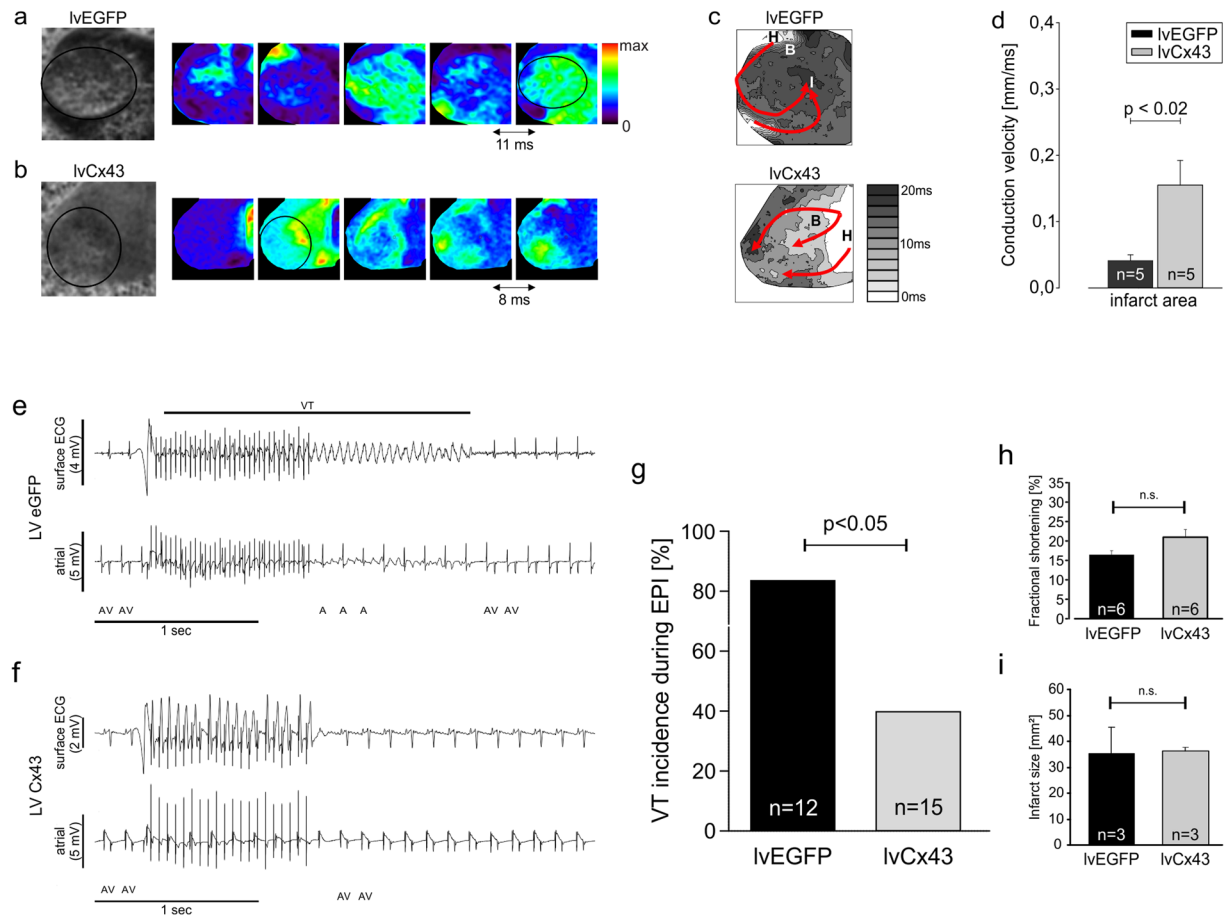 a
lvEGFP
max
0
11 ms
b
lvCx43
8 ms
c
lvEGFP
H
B
I
lvCx43
B
H
20ms
10ms
0ms
d
lvEGFP
lvCx43
Conduction velocity [mm/ms]
0,4
0,3
0,2
0,1
0,0
p < 0.02
n=5
n=5
infarct area
e
LV eGFP
surface ECG
(4 mV)
VT
atrial
(5 mV)
AV AV
A A A
AV AV
1 sec
f
LV Cx43
surface ECG
(2 mV)
atrial
(5 mV)
AV AV
AV AV
1 sec
g
VT incidence during EPI [%]
100
80
60
40
20
0
p<0.05
n=12
n=15
lvEGFP
lvCx43
h
Fractional shortening [%]
35
30
25
20
15
10
5
0
n.s.
n=6
n=6
lvEGFP
lvCx43
i
Infarct size [mm²]
60
50
40
30
20
10
0
n.s.
n=3
n=3
lvEGFP
lvCx43